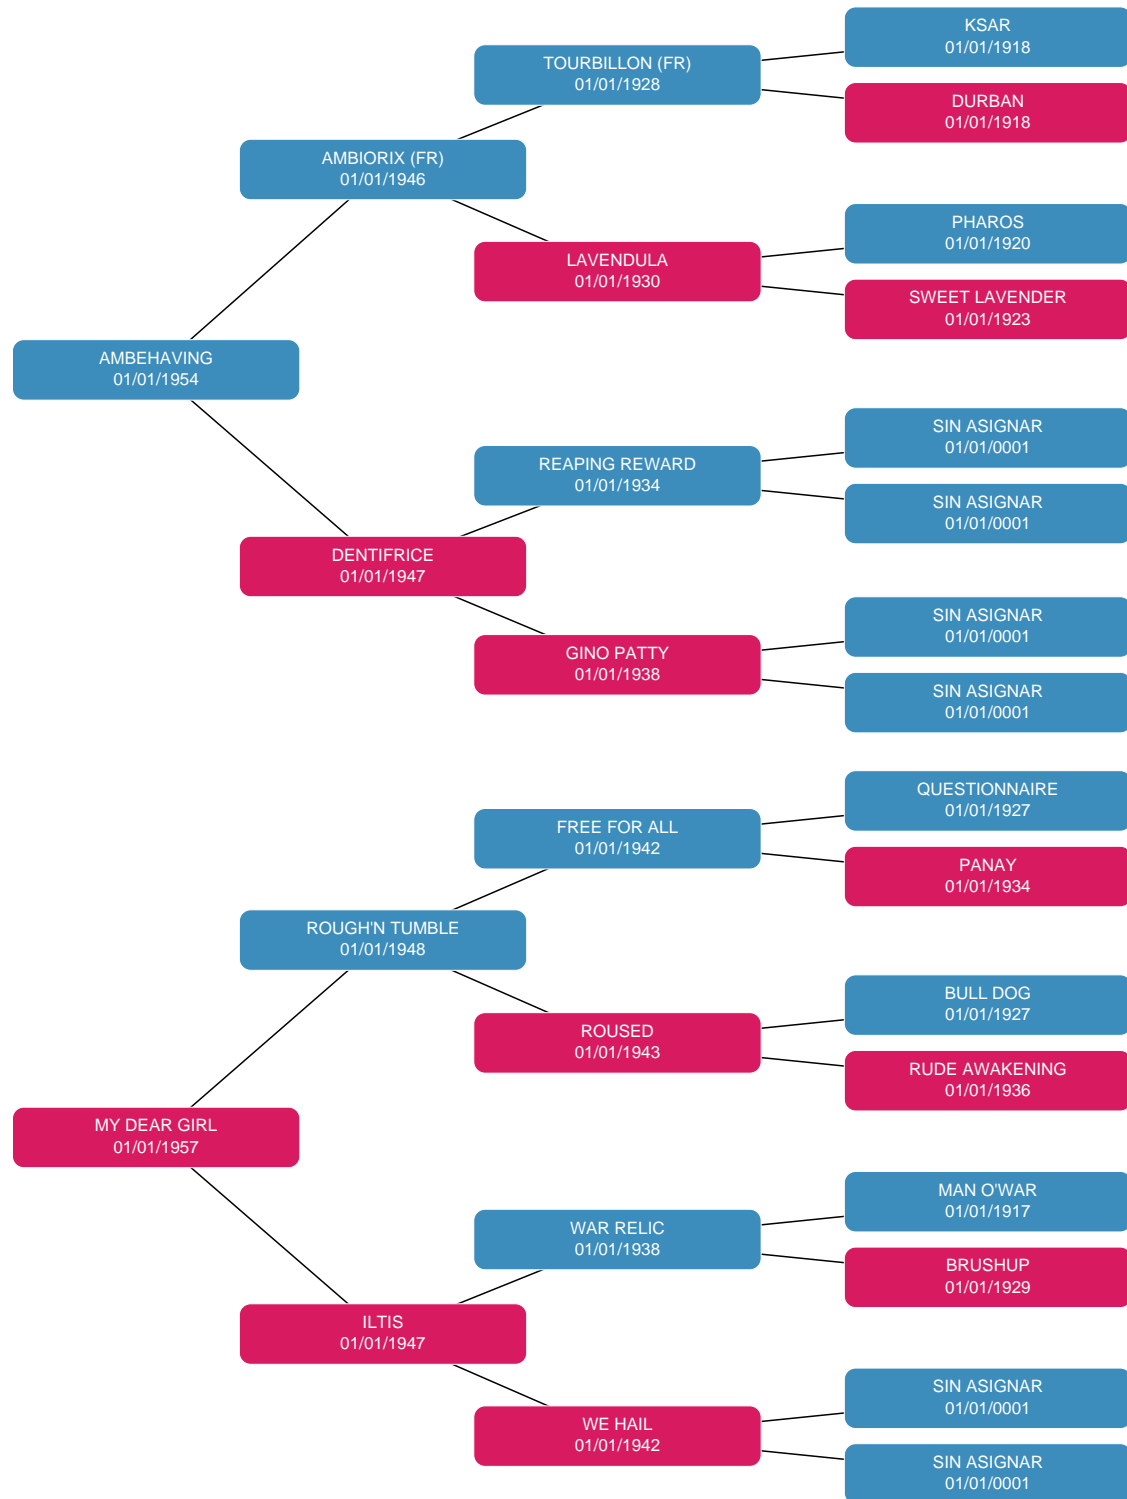 KSAR
01/01/1918
TOURBILLON (FR)
01/01/1928
DURBAN
01/01/1918
AMBIORIX (FR)
01/01/1946
PHAROS
01/01/1920
LAVENDULA
01/01/1930
SWEET LAVENDER
01/01/1923
AMBEHAVING
01/01/1954
SIN ASIGNAR
01/01/0001
REAPING REWARD
01/01/1934
SIN ASIGNAR
01/01/0001
DENTIFRICE
01/01/1947
SIN ASIGNAR
01/01/0001
GINO PATTY
01/01/1938
SIN ASIGNAR
01/01/0001
QUESTIONNAIRE
01/01/1927
FREE FOR ALL
01/01/1942
PANAY
01/01/1934
ROUGH'N TUMBLE
01/01/1948
BULL DOG
01/01/1927
ROUSED
01/01/1943
RUDE AWAKENING
01/01/1936
MY DEAR GIRL
01/01/1957
MAN O'WAR
01/01/1917
WAR RELIC
01/01/1938
BRUSHUP
01/01/1929
ILTIS
01/01/1947
SIN ASIGNAR
01/01/0001
WE HAIL
01/01/1942
SIN ASIGNAR
01/01/0001